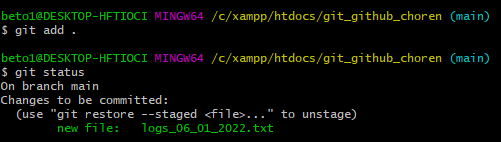 beto1@DESKTOP-HFTIOCI MINGW64 /c/xampp/htdocs/git_github_choren (main)
$ git add .
beto1@DESKTOP-HFTIOCI MINGW64 /c/xampp/htdocs/git_github_choren (main)
$ git status
On branch main
Changes to be committed:
  (use "git restore --staged <file>..." to unstage)
        new file:   logs_06_01_2022.txt